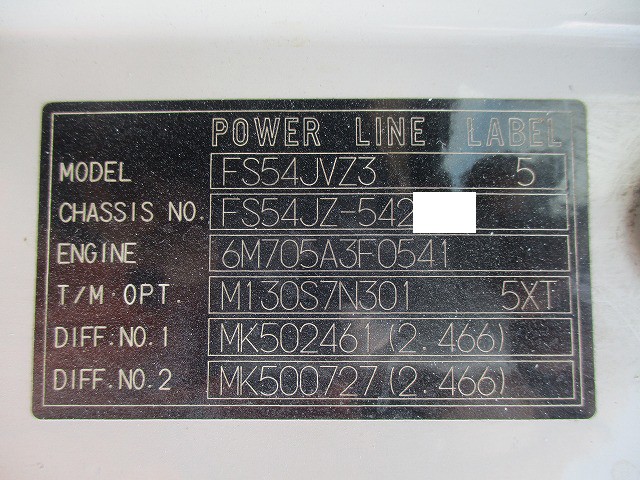 POWER LINE LABEL
MODEL FS54JVZ3 5
CHASSIS NO. FS54JZ-542
ENGINE 6M705A3F0541
T/M·OPT. M130S7N301 5XT
DIFF.NO.1 MK502461(2.466)
DIFF.NO.2 MK500727(2.466)